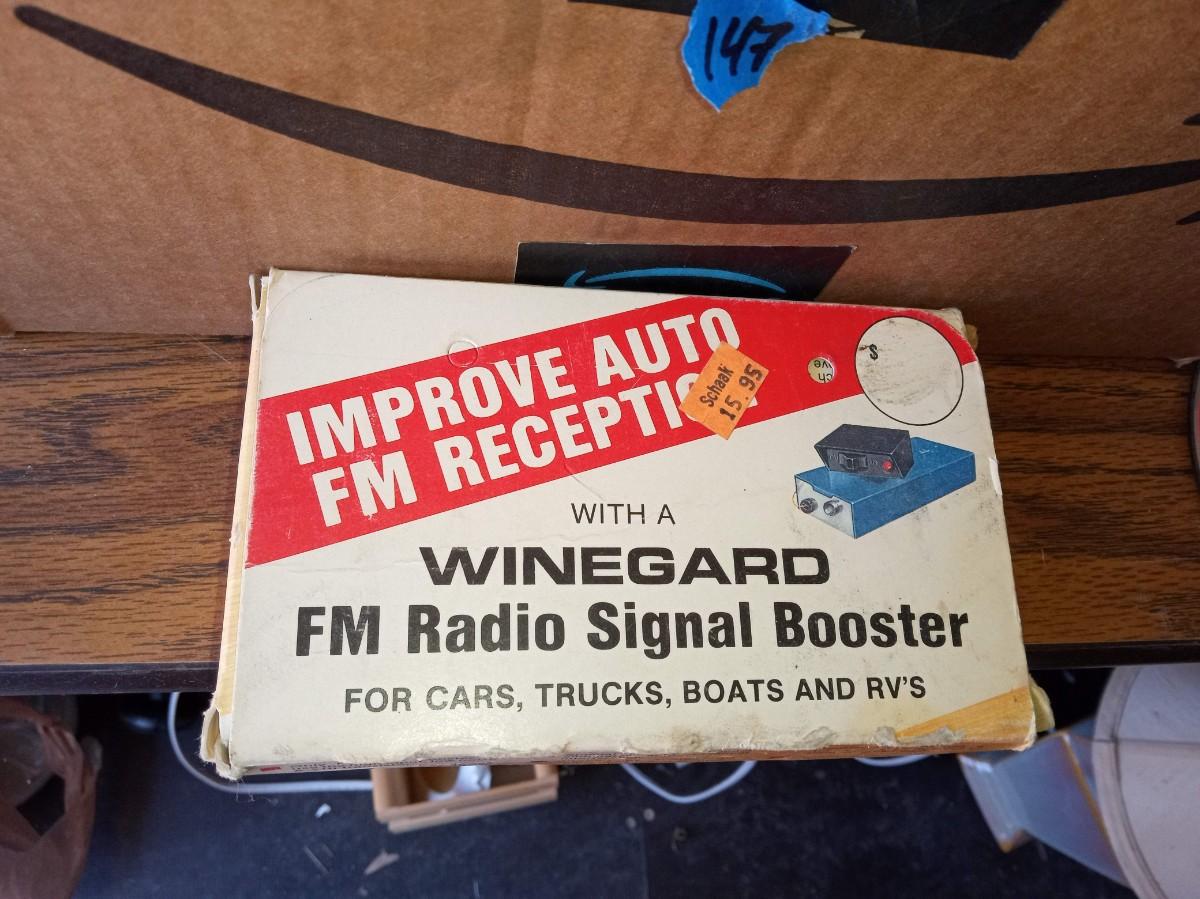 147
IMPROVE AUTO
FM RECEPTI
Schaak
15.95
WITH A
WINEGARD
FM Radio Signal Booster
FOR CARS, TRUCKS, BOATS AND RV'S